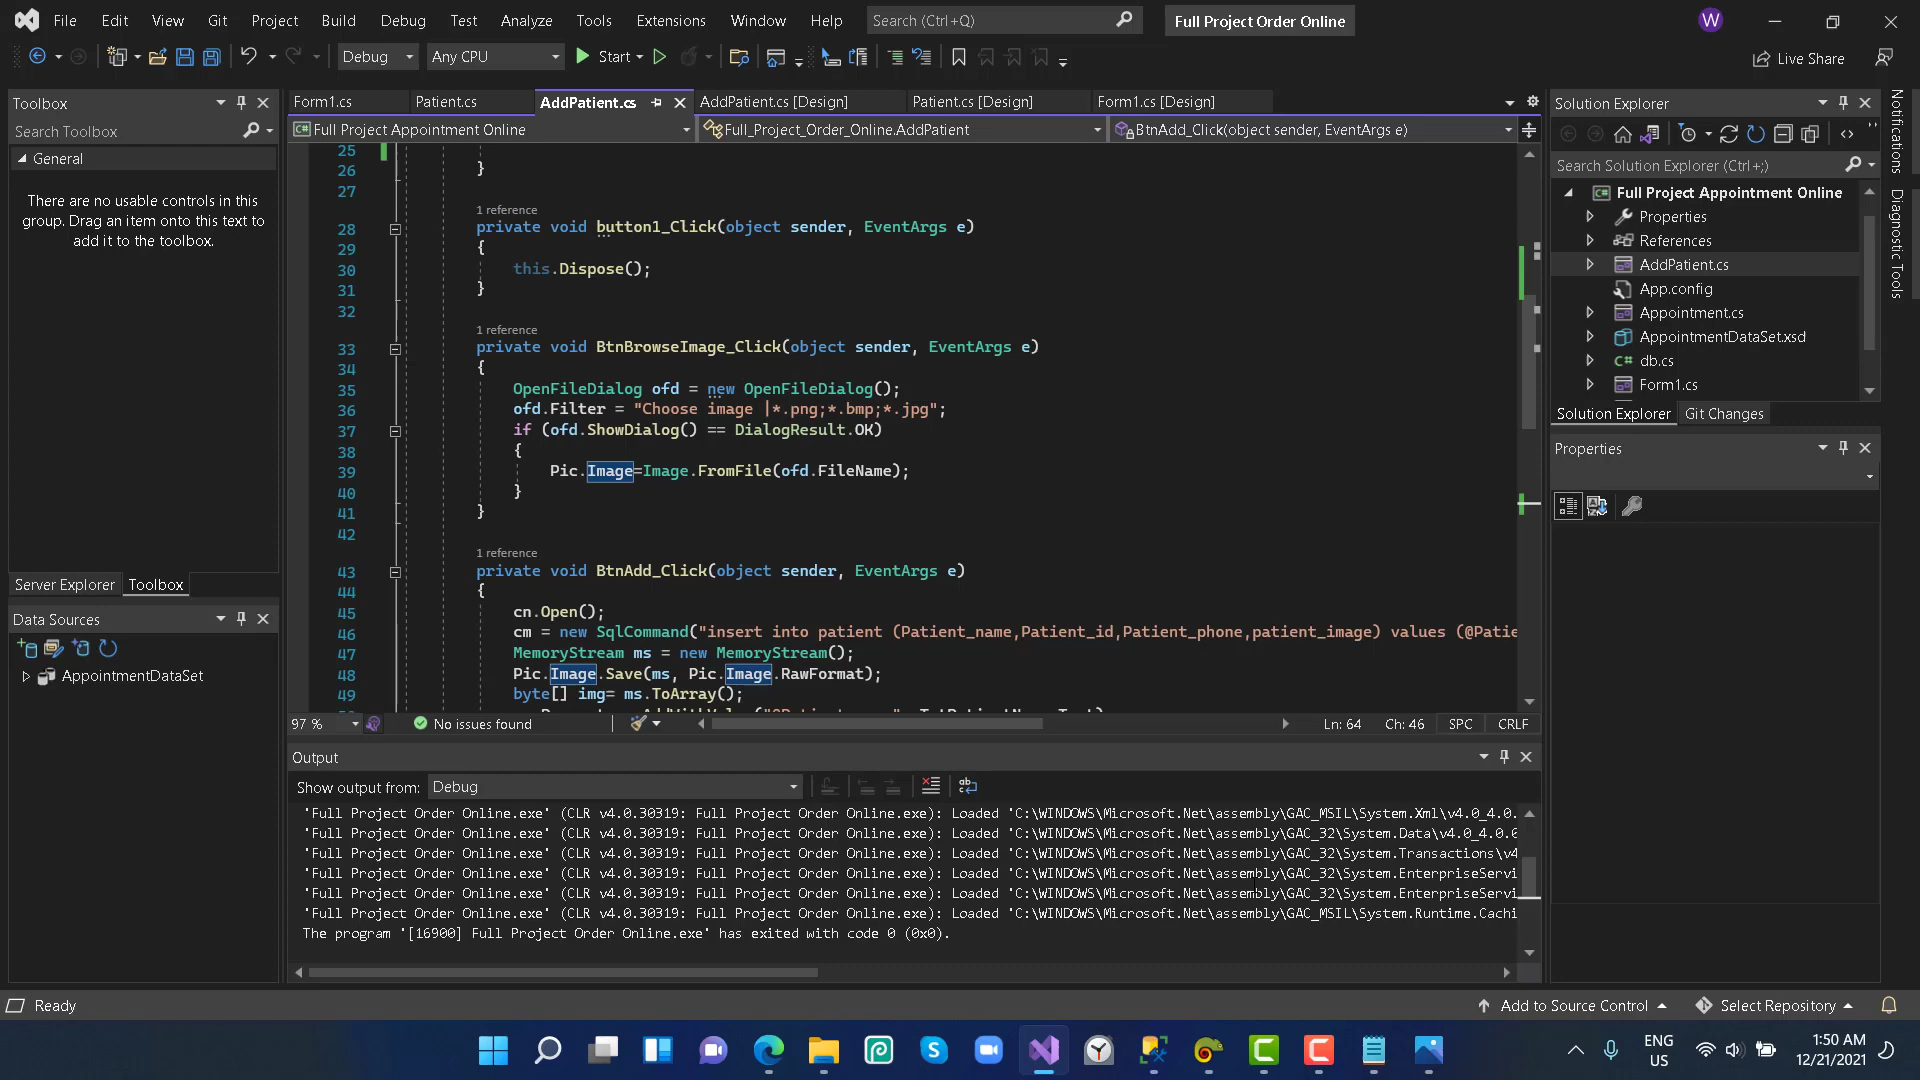 File Edit View Git Project Build Debug Test Analyze Tools Extensions Window Help Search (Ctrl+Q) Full Project Order Online W
Debug Any CPU Start Live Share
Toolbox
Search Toolbox
General
There are no usable controls in this
group. Drag an item onto this text to
add it to the toolbox.
Server Explorer Toolbox
Data Sources
AppointmentDataSet
Form1.cs Patient.cs AddPatient.cs AddPatient.cs [Design] Patient.cs [Design] Form1.cs [Design]
Full Project Appointment Online Full_Project_Order_Online.AddPatient BtnAdd_Click(object sender, EventArgs e)
25
26 }
27
1 reference
28 private void button1_Click(object sender, EventArgs e)
29 {
30 this.Dispose();
31 }
32
1 reference
33 private void BtnBrowseImage_Click(object sender, EventArgs e)
34 {
35 OpenFileDialog ofd = new OpenFileDialog();
36 ofd.Filter = "Choose image |*.png;*.bmp;*.jpg";
37 if (ofd.ShowDialog() == DialogResult.OK)
38 {
39 Pic.Image=Image.FromFile(ofd.FileName);
40 }
41 }
42
1 reference
43 private void BtnAdd_Click(object sender, EventArgs e)
44 {
45 cn.Open();
46 cm = new SqlCommand("insert into patient (Patient_name,Patient_id,Patient_phone,patient_image) values (@Patie
47 MemoryStream ms = new MemoryStream();
48 Pic.Image.Save(ms, Pic.Image.RawFormat);
49 byte[] img= ms.ToArray();
97 % No issues found Ln: 64 Ch: 46 SPC CRLF
Output
Show output from: Debug
'Full Project Order Online.exe' (CLR v4.0.30319: Full Project Order Online.exe): Loaded 'C:\WINDOWS\Microsoft.Net\assembly\GAC_MSIL\System.Xml\v4.0_4.0.
'Full Project Order Online.exe' (CLR v4.0.30319: Full Project Order Online.exe): Loaded 'C:\WINDOWS\Microsoft.Net\assembly\GAC_32\System.Data\v4.0_4.0.0
'Full Project Order Online.exe' (CLR v4.0.30319: Full Project Order Online.exe): Loaded 'C:\WINDOWS\Microsoft.Net\assembly\GAC_32\System.Transactions\v4
'Full Project Order Online.exe' (CLR v4.0.30319: Full Project Order Online.exe): Loaded 'C:\WINDOWS\Microsoft.Net\assembly\GAC_32\System.EnterpriseServi
'Full Project Order Online.exe' (CLR v4.0.30319: Full Project Order Online.exe): Loaded 'C:\WINDOWS\Microsoft.Net\assembly\GAC_32\System.EnterpriseServi
'Full Project Order Online.exe' (CLR v4.0.30319: Full Project Order Online.exe): Loaded 'C:\WINDOWS\Microsoft.Net\assembly\GAC_MSIL\System.Runtime.Cachi
The program '[16900] Full Project Order Online.exe' has exited with code 0 (0x0).
Solution Explorer
Search Solution Explorer (Ctrl+;)
Full Project Appointment Online
Properties
References
AddPatient.cs
App.config
Appointment.cs
AppointmentDataSet.xsd
C# db.cs
Form1.cs
Solution Explorer Git Changes
Properties
Notifications
Diagnostic Tools
Ready Add to Source Control Select Repository
ENG
US
1:50 AM
12/21/2021